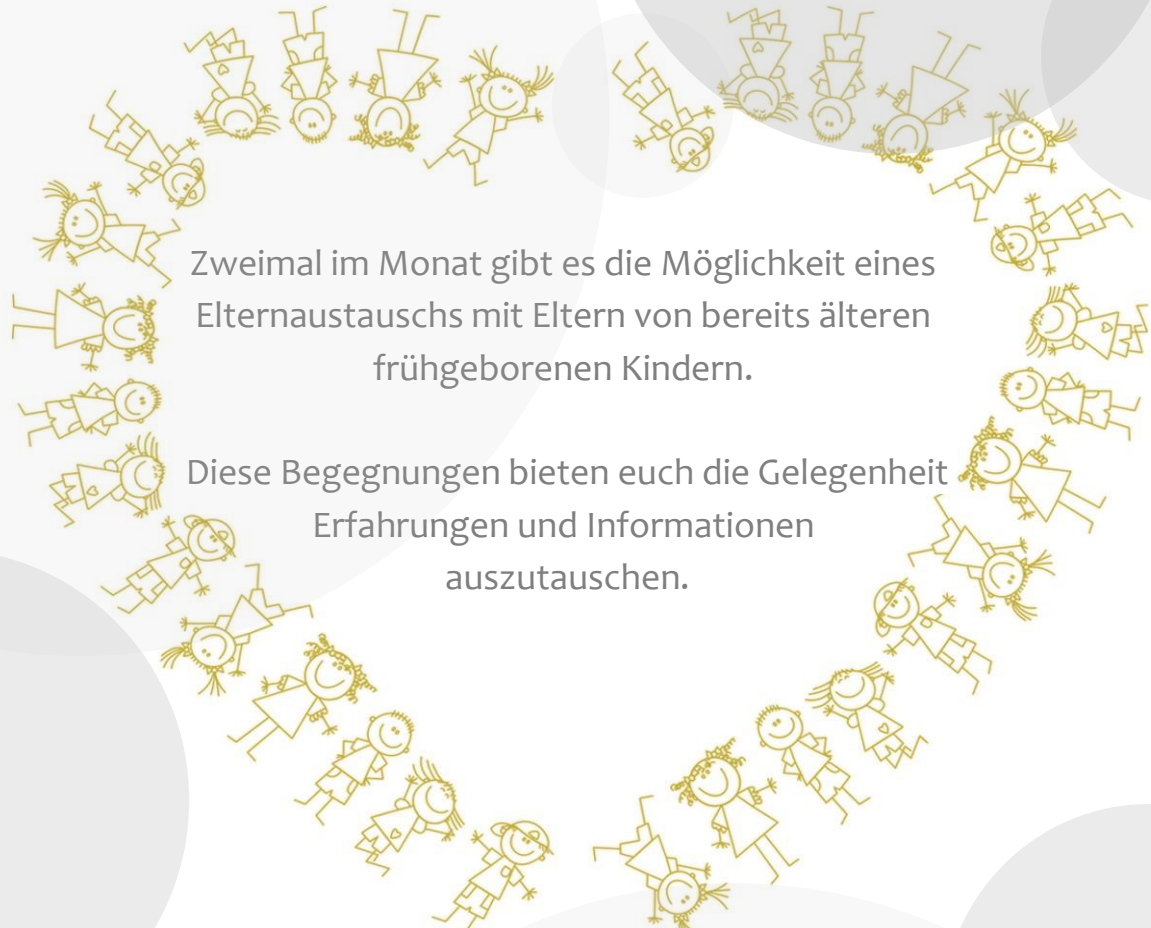 Zweimal im Monat gibt es die Möglichkeit eines
Elternaustauschs mit Eltern von bereits älteren
frühgeborenen Kindern.
Diese Begegnungen bieten euch die Gelegenheit
Erfahrungen und Informationen
auszutauschen.